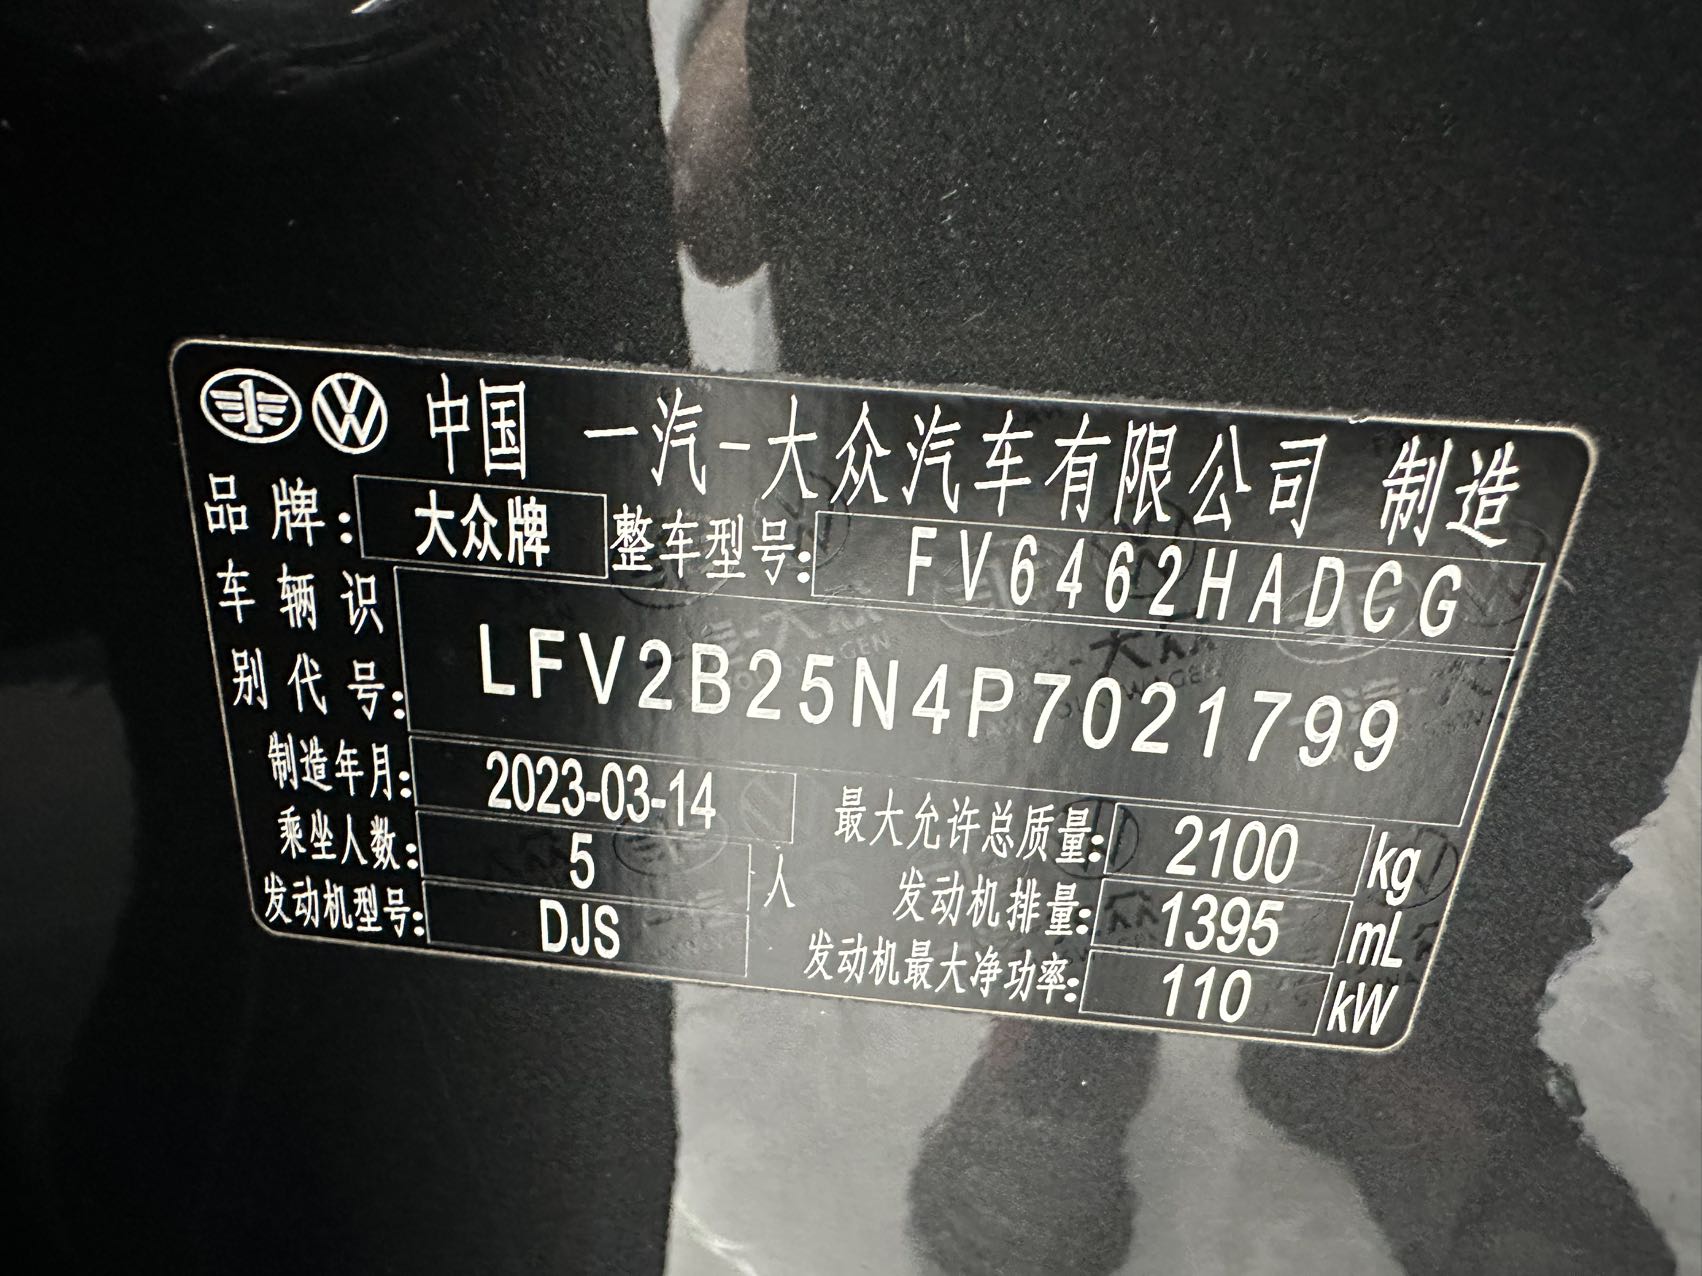 中国 一汽-大众汽车有限公司 制造
品牌: 大众牌 整车型号: FV6462HADCG
车辆识别代号: LFV2B25N4P7021799
制造年月: 2023-03-14 最大允许总质量: 2100 kg
乘坐人数: 5 人 发动机排量: 1395 mL
发动机型号: DJS 发动机最大净功率: 110 kW